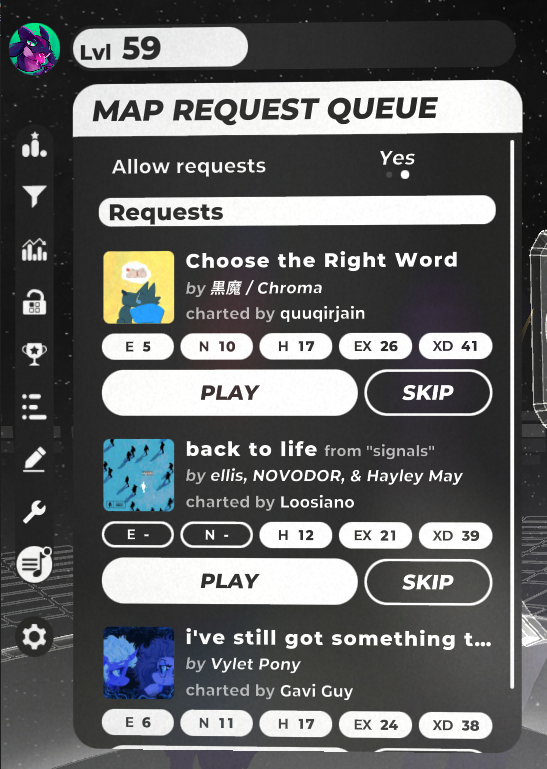 Lvl 59
MAP REQUEST QUEUE
Allow requests
Yes
Requests
Choose the Right Word
by 黒魔 / Chroma
charted by quuqirjain
E 5 N 10 H 17 EX 26 XD 41
PLAY SKIP
back to life from "signals"
by ellis, NOVODOR, & Hayley May
charted by Loosiano
E - N - H 12 EX 21 XD 39
PLAY SKIP
i've still got something t...
by Vylet Pony
charted by Gavi Guy
E 6 N 11 H 17 EX 24 XD 38